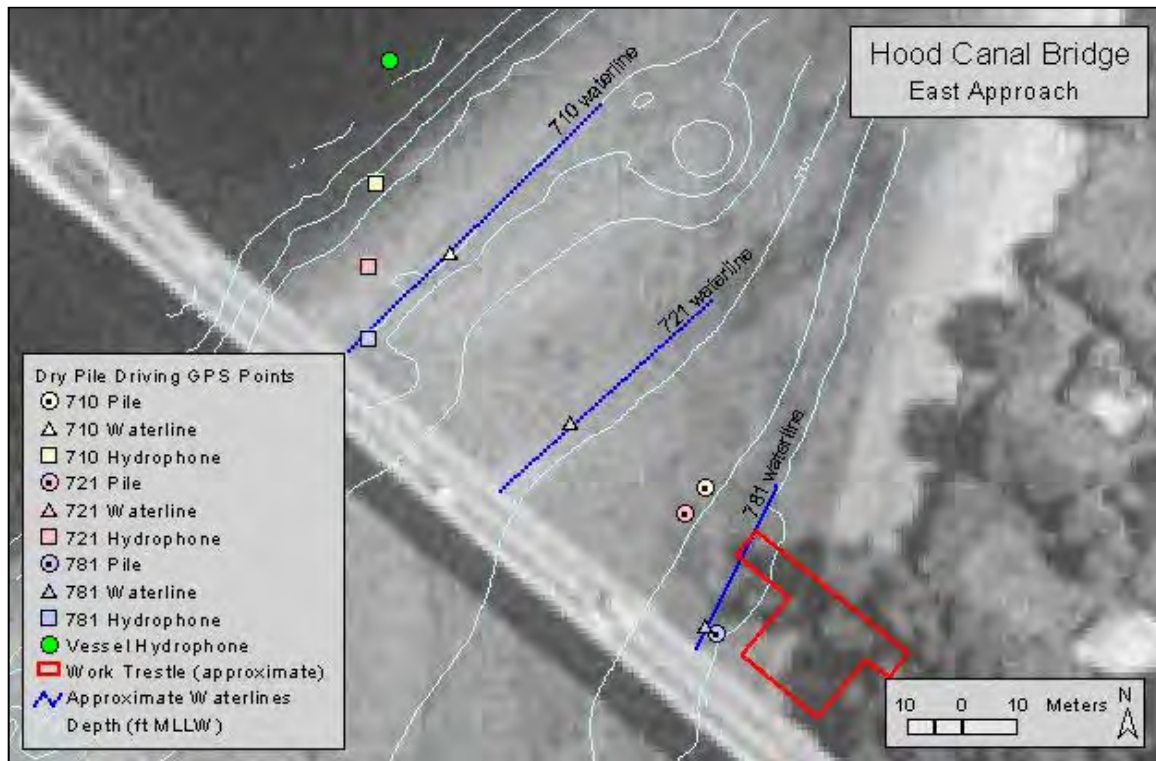 Hood Canal Bridge
East Approach
710 waterline
721 waterline
781 waterline
Dry Pile Driving GPS Points
710 Pile
710 Waterline
710 Hydrophone
721 Pile
721 Waterline
721 Hydrophone
781 Pile
781 Waterline
781 Hydrophone
Vessel Hydrophone
Work Trestle (approximate)
Approximate Waterlines
Depth (ft MLLW)
10 0 10 Meters
N